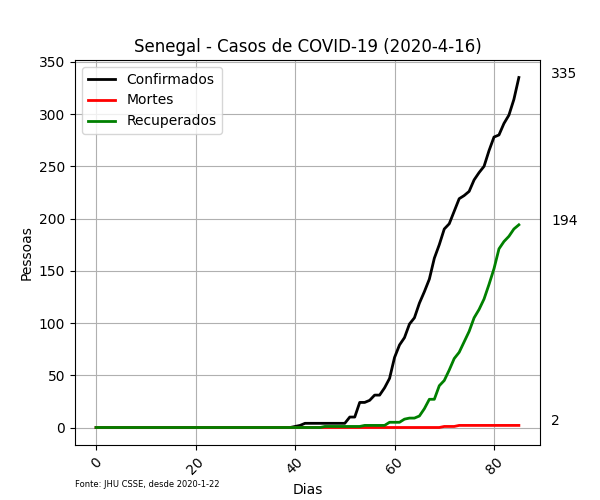 Senegal - Casos de COVID-19 (2020-4-16)
Confirmados
Mortes
Recuperados
350
300
250
200
150
100
50
0
Pessoas
335
194
2
0
20
40
60
80
Dias
Fonte: JHU CSSE, desde 2020-1-22